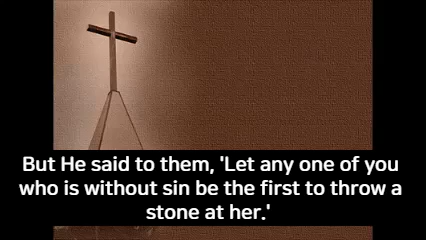 But He said to them, 'Let any one of you
who is without sin be the first to throw a
stone at her.'